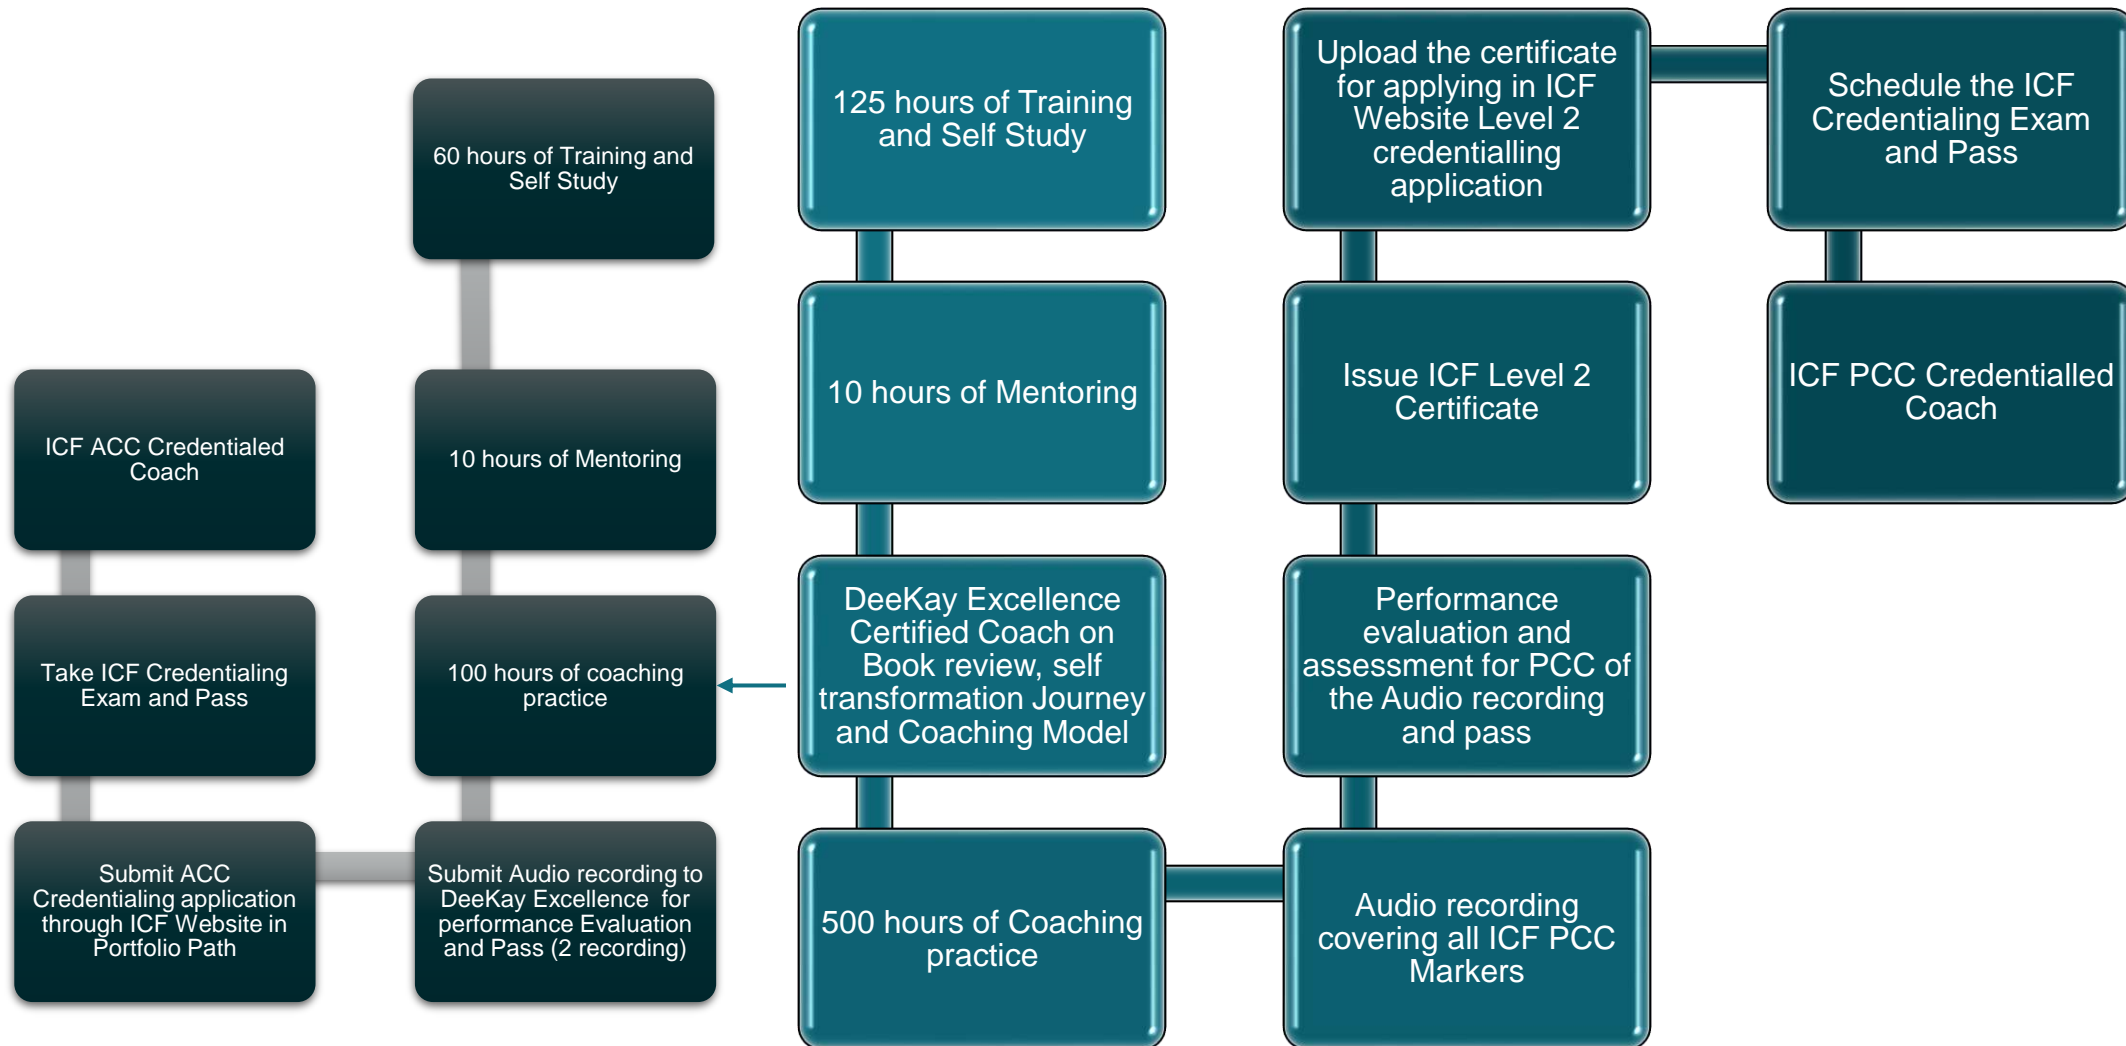 60 hours of Training and
Self Study
10 hours of Mentoring
100 hours of coaching
practice
Submit Audio recording to
DeeKay Excellence  for
performance Evaluation
and Pass (2 recording)
Submit ACC
Credentialing application
through ICF Website in
Portfolio Path
Take ICF Credentialing
Exam and Pass
ICF ACC Credentialed
Coach
125 hours of Training
and Self Study
10 hours of Mentoring
DeeKay Excellence
Certified Coach on
Book review, self
transformation Journey
and Coaching Model
500 hours of Coaching
practice
Audio recording
covering all ICF PCC
Markers
Performance
evaluation and
assessment for PCC of
the Audio recording
and pass
Issue ICF Level 2
Certificate
Upload the certificate
for applying in ICF
Website Level 2
credentialling
application
Schedule the ICF
Credentialing Exam
and Pass
ICF PCC Credentialled
Coach